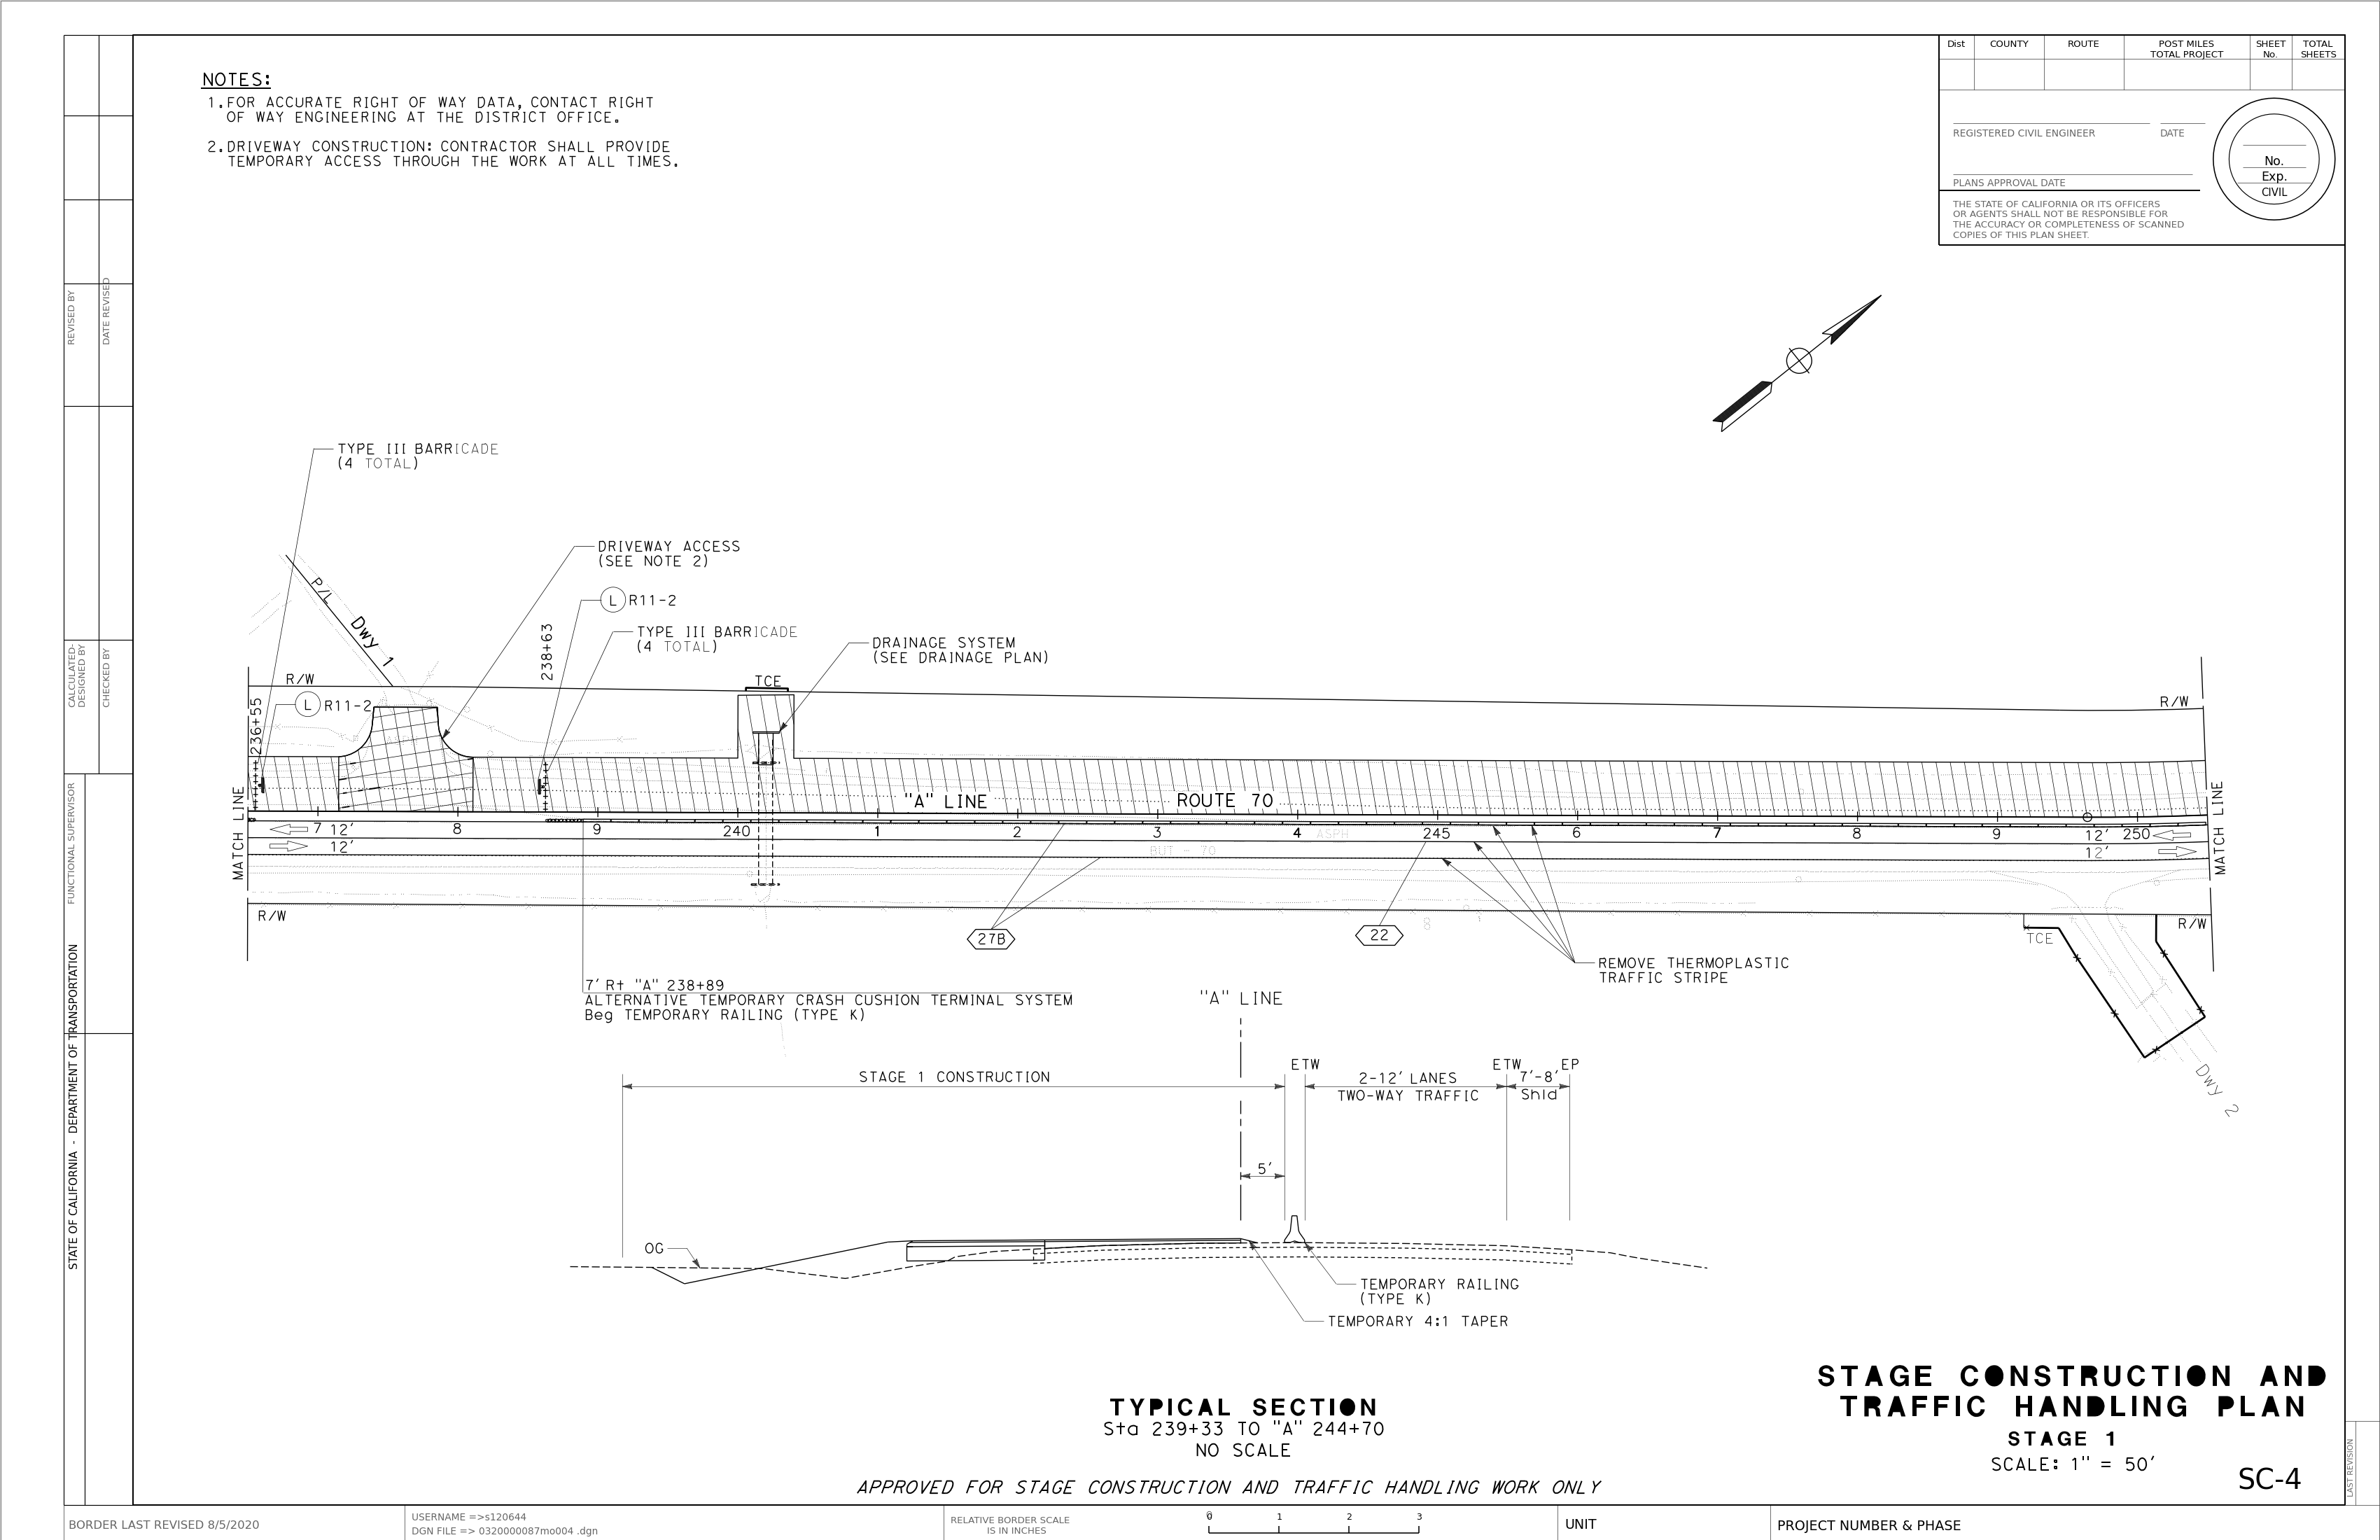 NOTES:
1. FOR ACCURATE RIGHT OF WAY DATA, CONTACT RIGHT
OF WAY ENGINEERING AT THE DISTRICT OFFICE.
2. DRIVEWAY CONSTRUCTION: CONTRACTOR SHALL PROVIDE
TEMPORARY ACCESS THROUGH THE WORK AT ALL TIMES.
Dist COUNTY ROUTE POST MILES TOTAL PROJECT SHEET No. TOTAL SHEETS
REGISTERED CIVIL ENGINEER DATE
PLANS APPROVAL DATE
No.
Exp.
CIVIL
THE STATE OF CALIFORNIA OR ITS OFFICERS
OR AGENTS SHALL NOT BE RESPONSIBLE FOR
THE ACCURACY OR COMPLETENESS OF SCANNED
COPIES OF THIS PLAN SHEET.
REVISED BY
DATE REVISED
CALCULATED-
DESIGNED BY
CHECKED BY
FUNCTIONAL SUPERVISOR
STATE OF CALIFORNIA - DEPARTMENT OF TRANSPORTATION
TYPE III BARRICADE
(4 TOTAL)
DRIVEWAY ACCESS
(SEE NOTE 2)
L R11-2
TYPE III BARRICADE
(4 TOTAL)
238+63
DRAINAGE SYSTEM
(SEE DRAINAGE PLAN)
P/L
Dwy 1
R/W
TCE
R/W
L R11-2
236+55
MATCH LINE
"A" LINE ROUTE 70
7 8 9 240 1 2 3 4 245 6 7 8 9 250
12'
12'
12'
12'
ASPH
BUT - 70
MATCH LINE
R/W
R/W
TCE
Dwy 2
27B
22
8
REMOVE THERMOPLASTIC
TRAFFIC STRIPE
7' Rt "A" 238+89
ALTERNATIVE TEMPORARY CRASH CUSHION TERMINAL SYSTEM
Beg TEMPORARY RAILING (TYPE K)
"A" LINE
STAGE 1 CONSTRUCTION
ETW
2-12' LANES
TWO-WAY TRAFFIC
ETW
7'-8'
Shld
EP
5'
OG
TEMPORARY RAILING
(TYPE K)
TEMPORARY 4:1 TAPER
TYPICAL SECTION
Sta 239+33 TO "A" 244+70
NO SCALE
STAGE CONSTRUCTION AND
TRAFFIC HANDLING PLAN
STAGE 1
SCALE: 1" = 50'
SC-4
APPROVED FOR STAGE CONSTRUCTION AND TRAFFIC HANDLING WORK ONLY
LAST REVISION
BORDER LAST REVISED 8/5/2020
USERNAME =>s120644
DGN FILE => 0320000087mo004 .dgn
RELATIVE BORDER SCALE
IS IN INCHES
0 1 2 3
UNIT
PROJECT NUMBER & PHASE